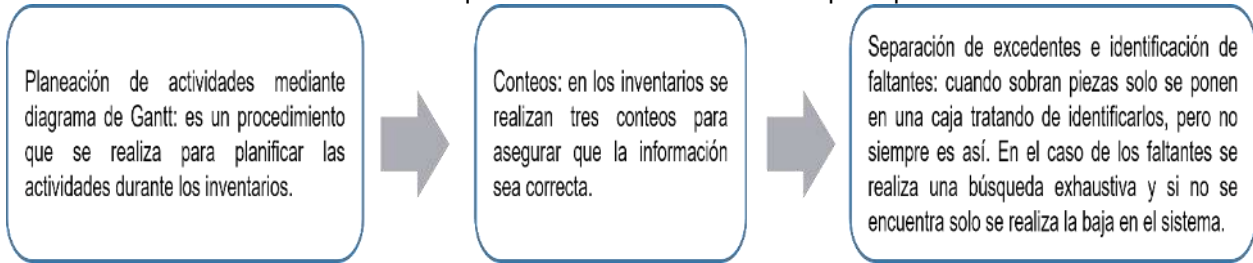 Planeación de actividades mediante
diagrama de Gantt: es un procedimiento
que se realiza para planificar las
actividades durante los inventarios.
Conteos: en los inventarios se
realizan tres conteos para
asegurar que la información
sea correcta.
Separación de excedentes e identificación de
faltantes: cuando sobran piezas solo se ponen
en una caja tratando de identificarlos, pero no
siempre es así. En el caso de los faltantes se
realiza una búsqueda exhaustiva y si no se
encuentra solo se realiza la baja en el sistema.